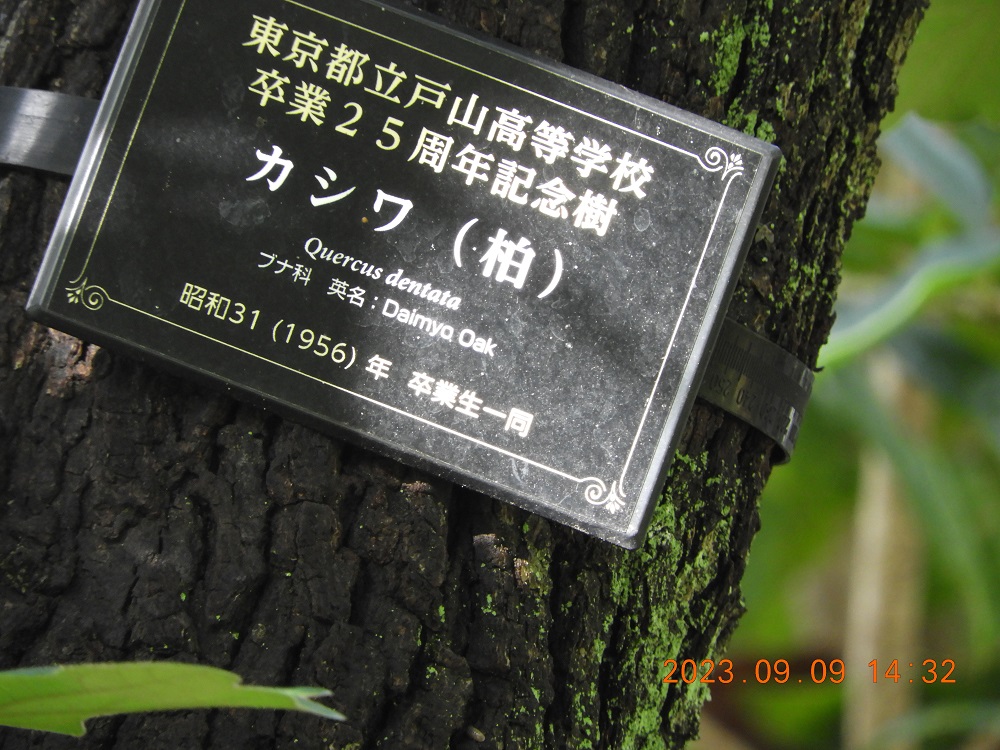 東京都立戸山高等学校
卒業25周年記念樹
カシワ（柏）
Quercus dentata
ブナ科 英名：Daimyo Oak
昭和31 (1956) 年 卒業生一同
2023.09.09 14:32